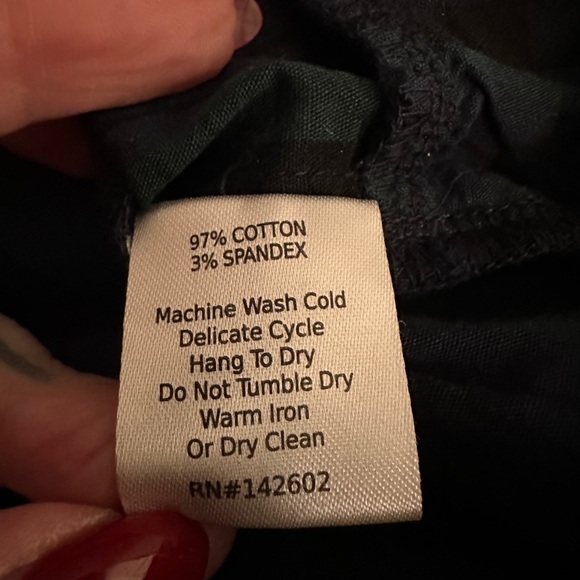 97% COTTON
3% SPANDEX
Machine Wash Cold
Delicate Cycle
Hang To Dry
Do Not Tumble Dry
Warm Iron
Or Dry Clean
RN#142602